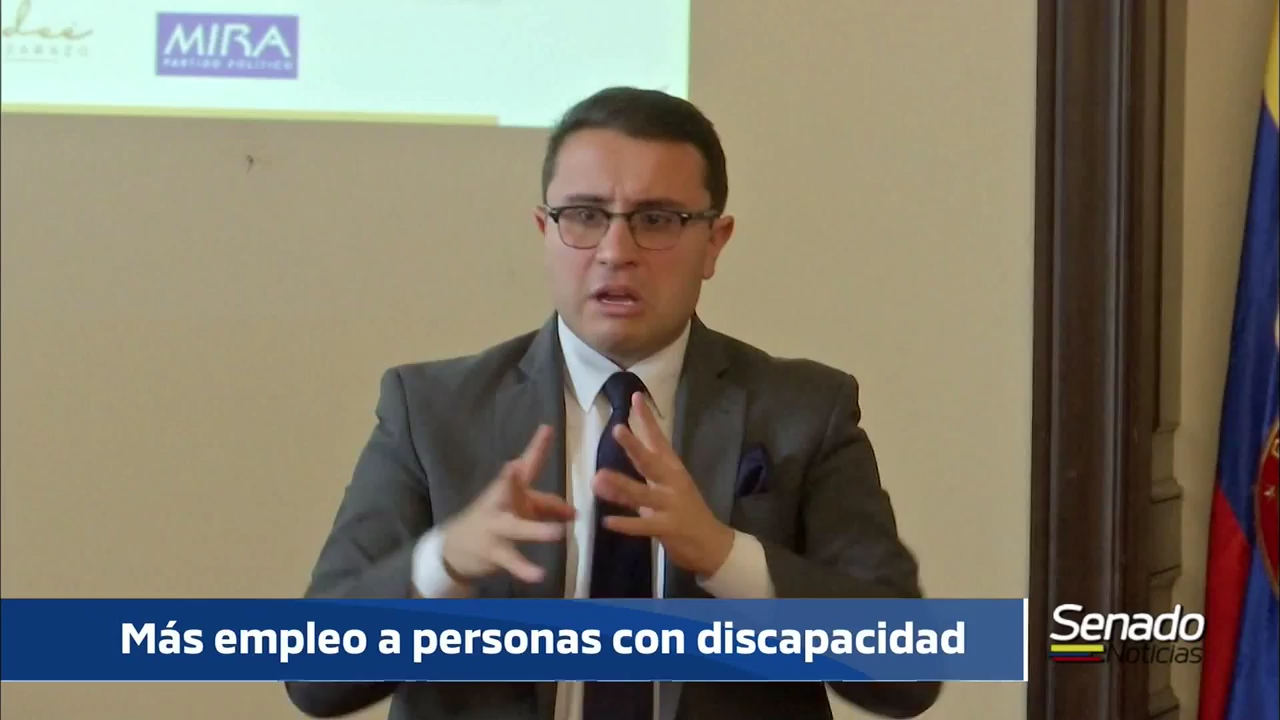 MIRA
PARTIDO POLÍTICO
Más empleo a personas con discapacidad
Senado
Noticias